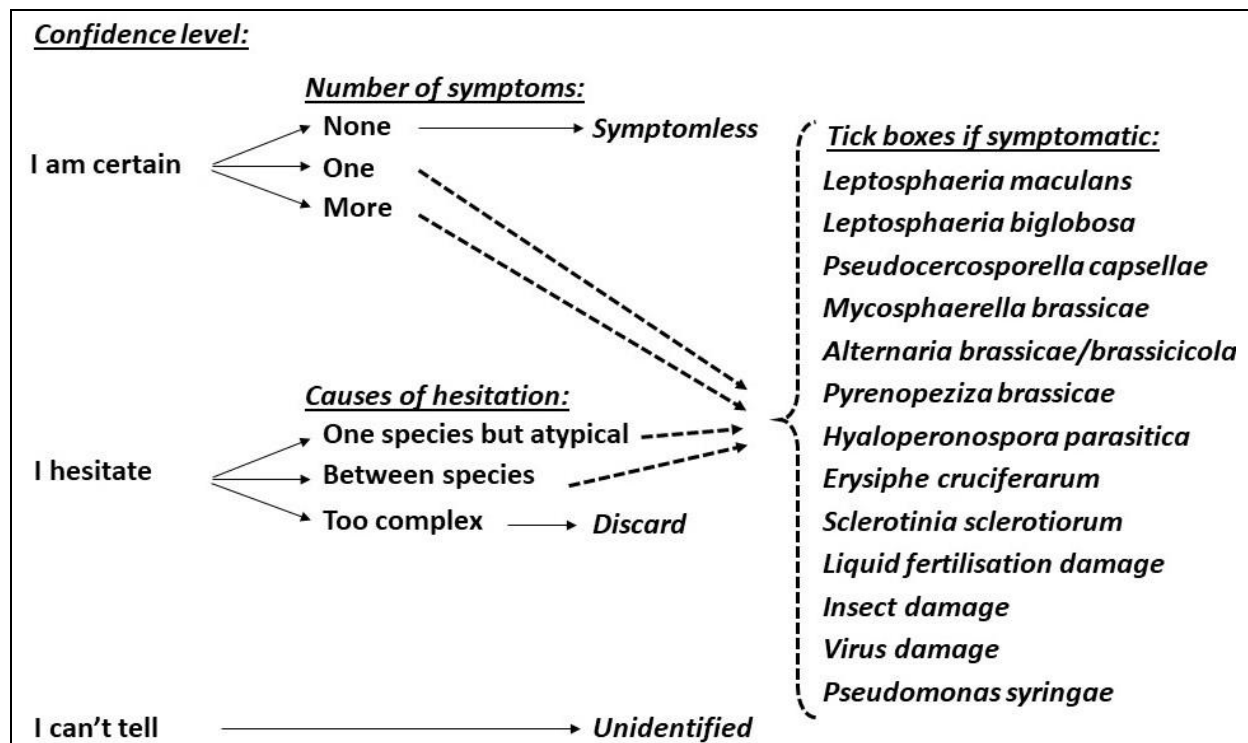 Confidence level:
Number of symptoms:
None
Symptomless
I am certain
One
More
Causes of hesitation:
One species but atypical
I hesitate
Between species
Too complex
Discard
I can't tell
Unidentified
Tick boxes if symptomatic:
Leptosphaeria maculans
Leptosphaeria biglobosa
Pseudocercosporella capsellae
Mycosphaerella brassicae
Alternaria brassicae/brassicicola
Pyrenopeziza brassicae
Hyaloperonospora parasitica
Erysiphe cruciferarum
Sclerotinia sclerotiorum
Liquid fertilisation damage
Insect damage
Virus damage
Pseudomonas syringae